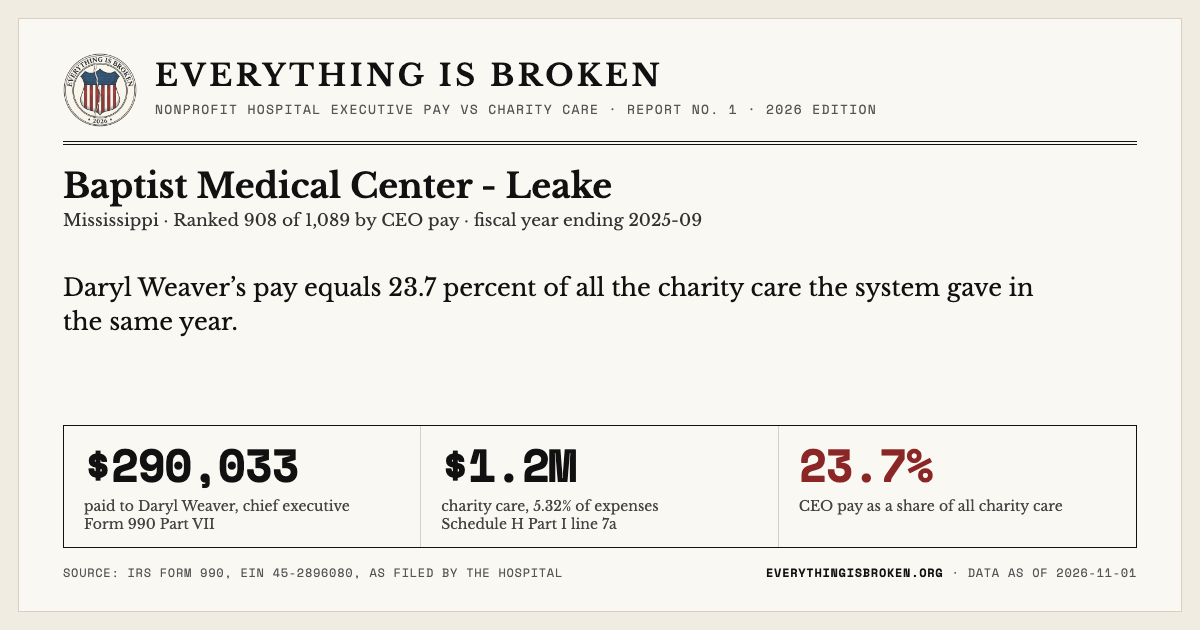 EVERYTHING IS BROKEN
2026
EVERYTHING IS BROKEN
NONPROFIT HOSPITAL EXECUTIVE PAY VS CHARITY CARE · REPORT NO. 1 · 2026 EDITION
Baptist Medical Center - Leake
Mississippi · Ranked 908 of 1,089 by CEO pay · fiscal year ending 2025-09
Daryl Weaver’s pay equals 23.7 percent of all the charity care the system gave in
the same year.
$290,033
paid to Daryl Weaver, chief executive
Form 990 Part VII
$1.2M
charity care, 5.32% of expenses
Schedule H Part I line 7a
23.7%
CEO pay as a share of all charity care
SOURCE: IRS FORM 990, EIN 45-2896080, AS FILED BY THE HOSPITAL
EVERYTHINGISBROKEN.ORG · DATA AS OF 2026-11-01